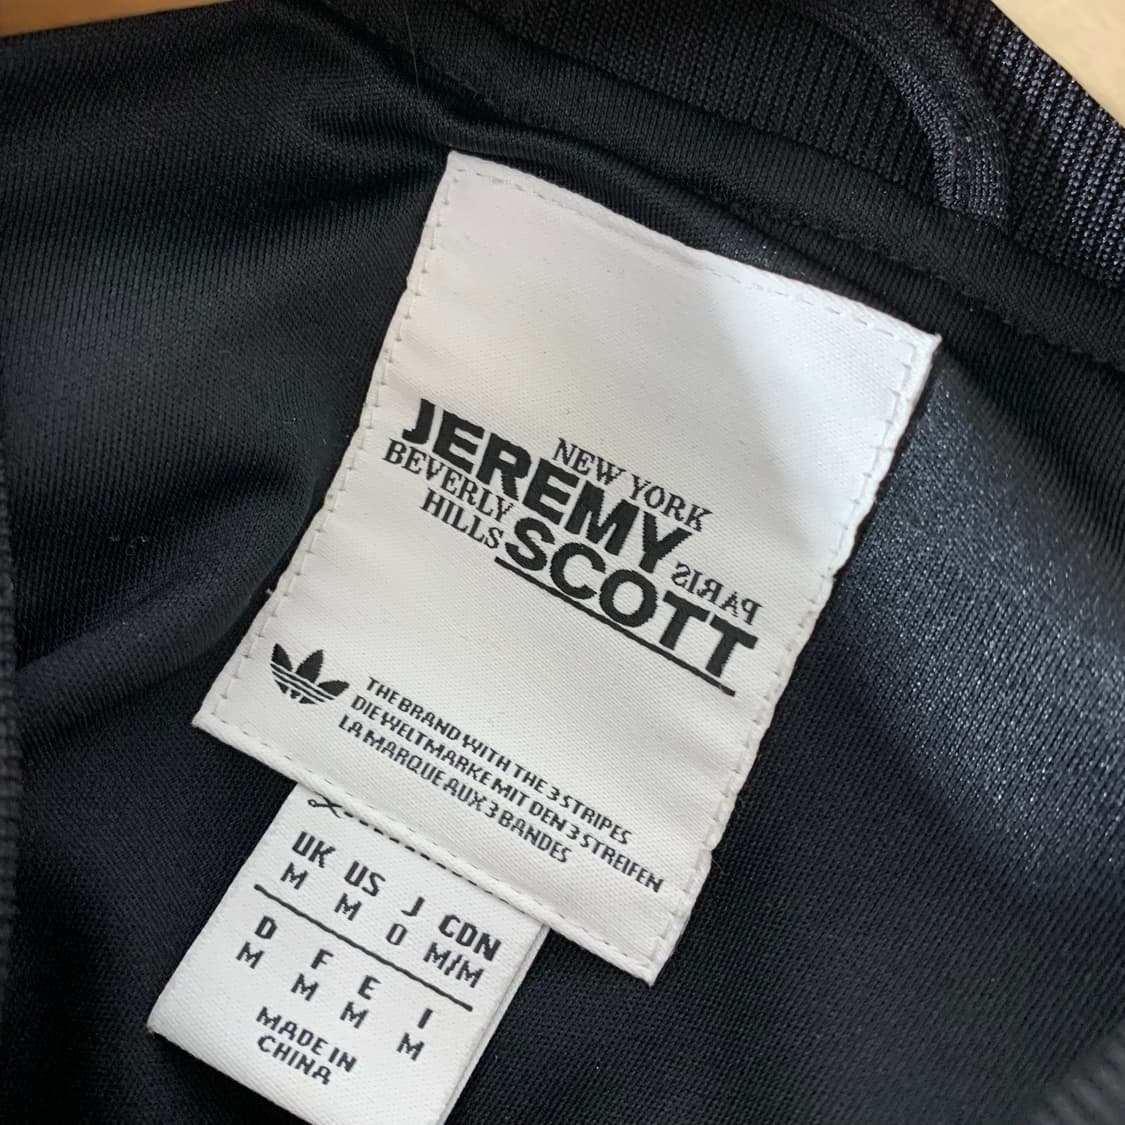 NEW YORK
JEREMY
BEVERLY
HILLS
SCOTT
PARIS
THE BRAND WITH THE 3 STRIPES
DIE WELTMARKE MIT DEN 3 STREIFEN
LA MARQUE AUX 3 BANDES
UK US J CDN
M M O M/M
D F E I
M M M M
MADE IN
CHINA